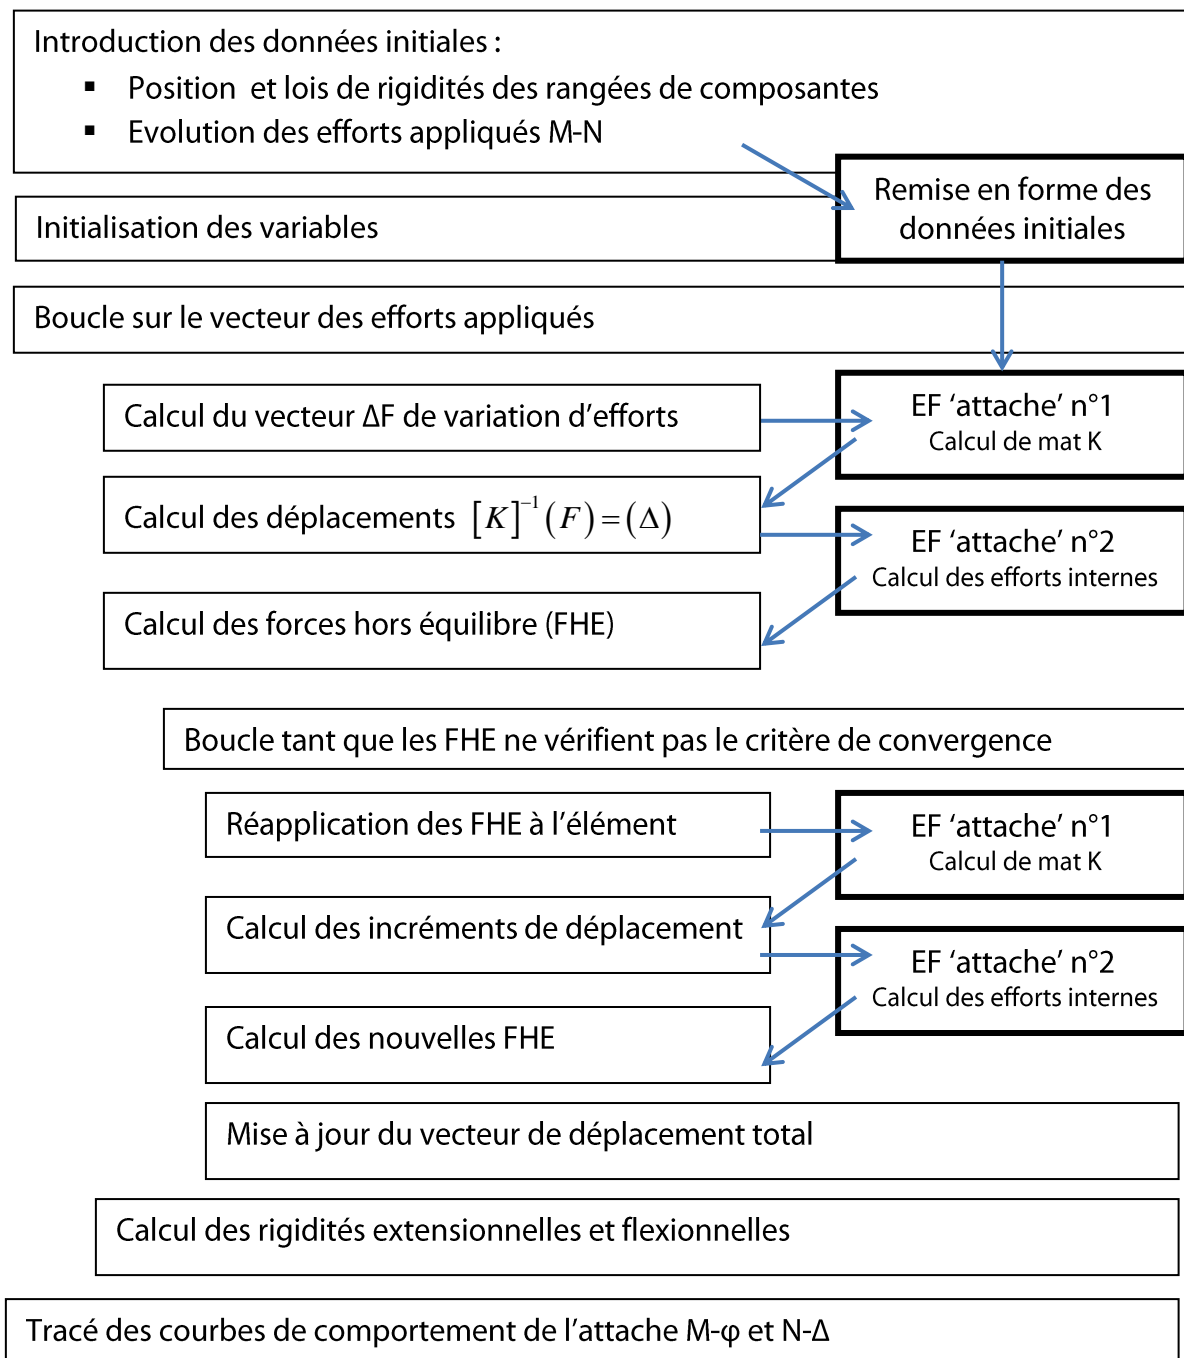 Introduction des données initiales :
▪ Position et lois de rigidités des rangées de composantes
▪ Evolution des efforts appliqués M-N
Remise en forme des
données initiales
Initialisation des variables
Boucle sur le vecteur des efforts appliqués
Calcul du vecteur ΔF de variation d’efforts
EF ‘attache’ n°1
Calcul de mat K
Calcul des déplacements [K]⁻¹(F)=(Δ)
EF ‘attache’ n°2
Calcul des efforts internes
Calcul des forces hors équilibre (FHE)
Boucle tant que les FHE ne vérifient pas le critère de convergence
Réapplication des FHE à l’élément
EF ‘attache’ n°1
Calcul de mat K
Calcul des incréments de déplacement
EF ‘attache’ n°2
Calcul des efforts internes
Calcul des nouvelles FHE
Mise à jour du vecteur de déplacement total
Calcul des rigidités extensionnelles et flexionnelles
Tracé des courbes de comportement de l’attache M-φ et N-Δ